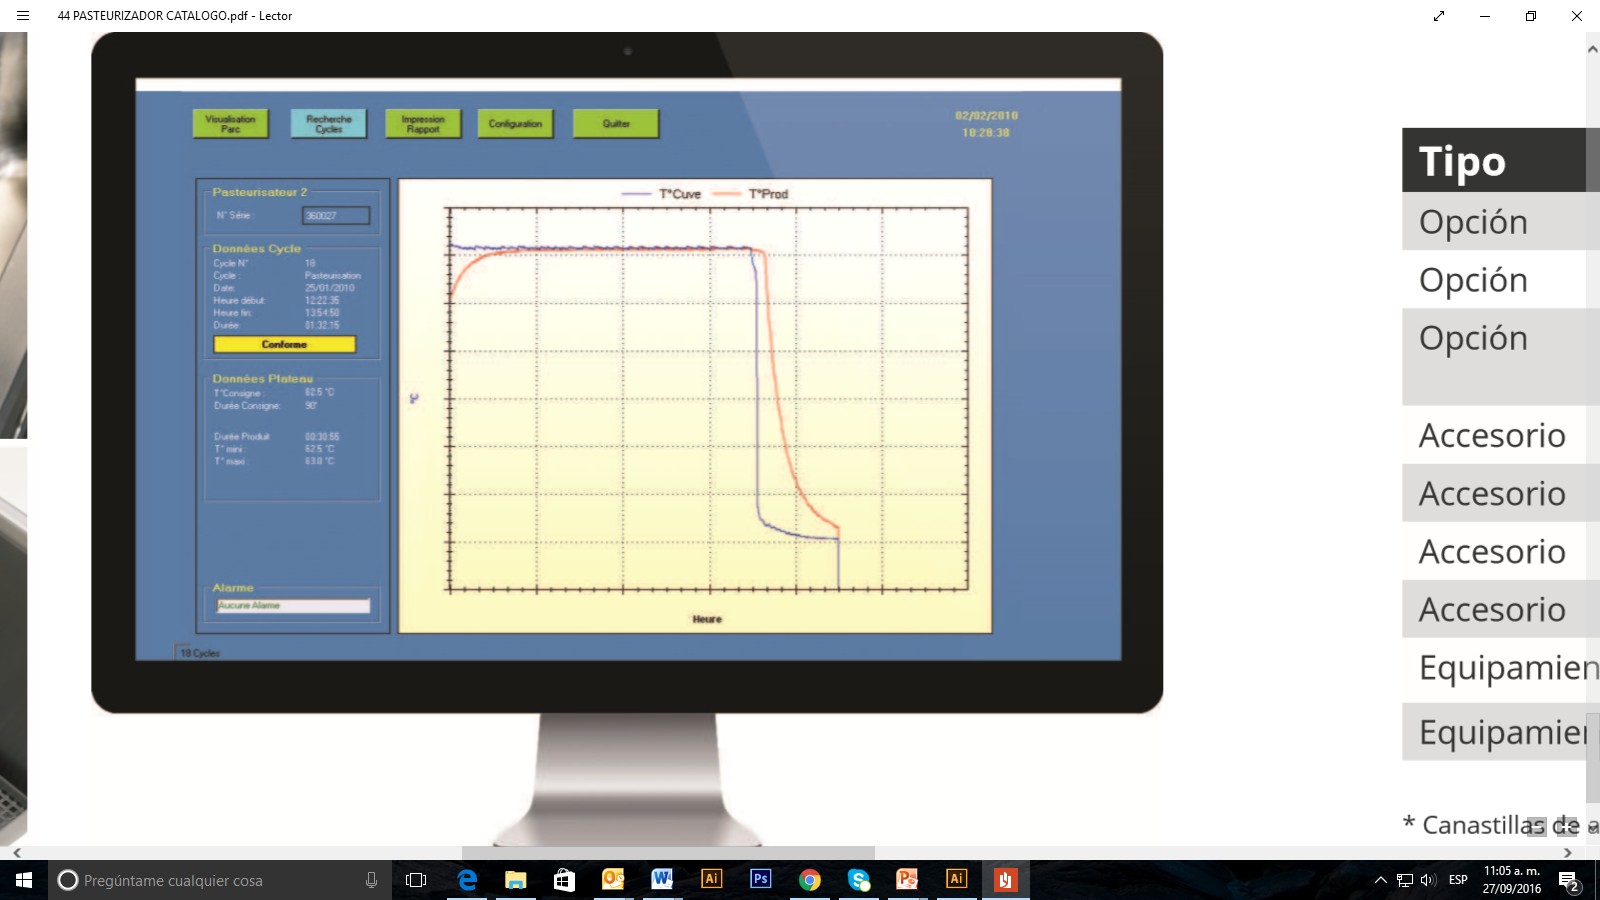 44 PASTEURIZADOR CATALOGO.pdf - Lector
Visualisation
Parc
Recherche
Cycles
Impression
Rapport
Configuration
Quitter
02/02/2010
10:28:38
Pasteurisateur 2
N° Série : 360027
Données Cycle
Cycle N° 18
Cycle : Pasteurisation
Date: 25/01/2010
Heure début: 12:22:35
Heure fin: 13:54:50
Durée: 01:32:15
Conforme
Données Plateau
T°Consigne : 62.5 °C
Durée Consigne: 90'
Durée Produit 00:30:55
T° mini : 62.5 °C
T° maxi : 63.0 °C
Alarme
Aucune Alarme
18 Cycles
T°Cuve T°Prod
°C
Heure
Tipo
Opción
Opción
Opción
Accesorio
Accesorio
Accesorio
Accesorio
Equipamien
Equipamien
* Canastillas de a
Pregúntame cualquier cosa
ESP
11:05 a. m.
27/09/2016
2